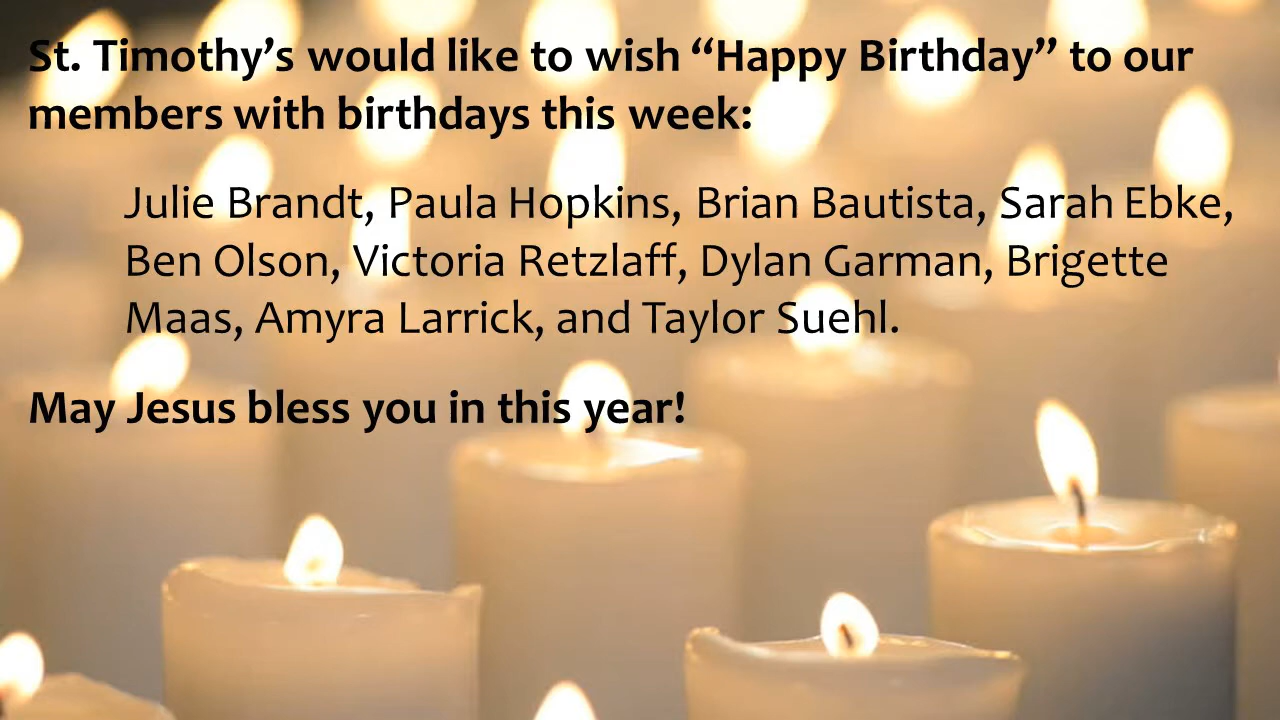 St. Timothy’s would like to wish “Happy Birthday” to our
members with birthdays this week:
Julie Brandt, Paula Hopkins, Brian Bautista, Sarah Ebke,
Ben Olson, Victoria Retzlaff, Dylan Garman, Brigette
Maas, Amyra Larrick, and Taylor Suehl.
May Jesus bless you in this year!